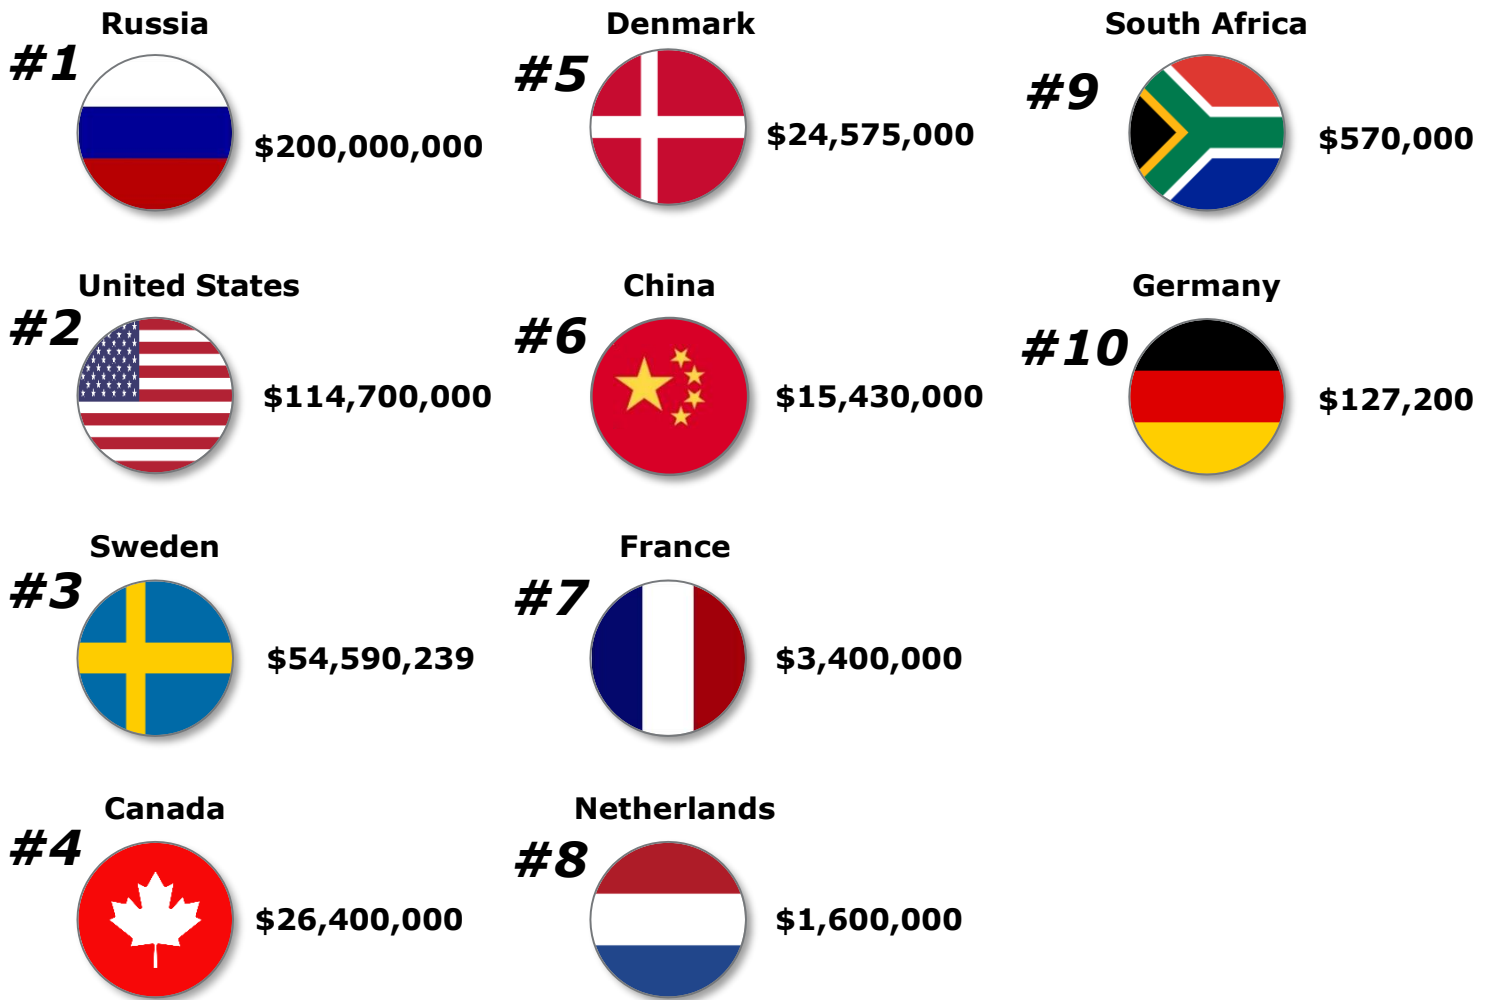 Russia
#1
$200,000,000
United States
#2
$114,700,000
Sweden
#3
$54,590,239
Canada
#4
$26,400,000
Denmark
#5
$24,575,000
China
#6
$15,430,000
France
#7
$3,400,000
Netherlands
#8
$1,600,000
South Africa
#9
$570,000
Germany
#10
$127,200